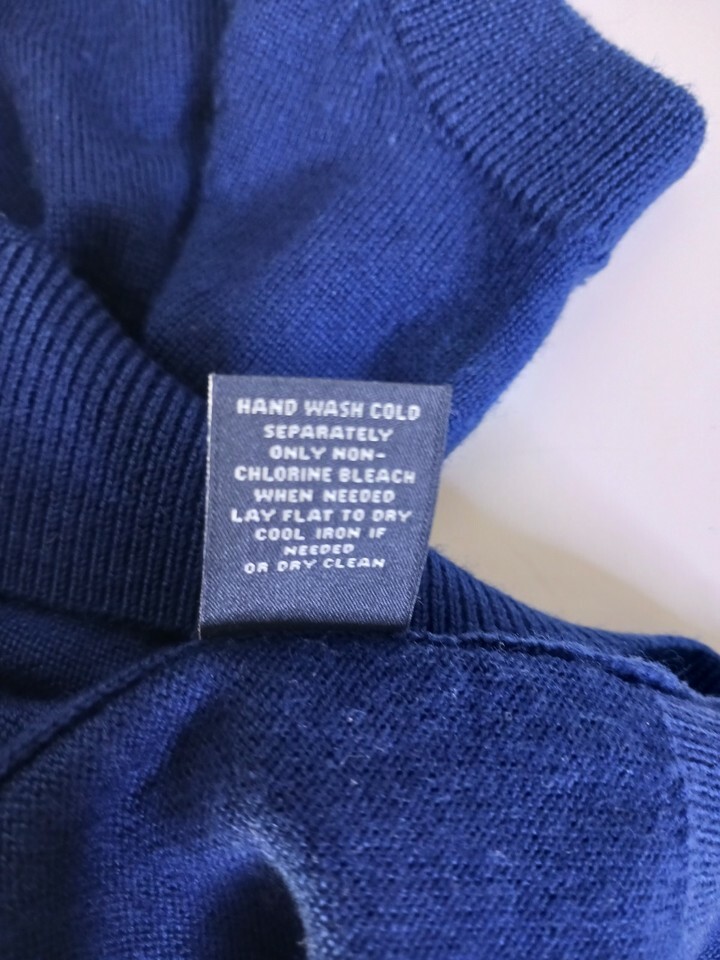 HAND WASH COLD
SEPARATELY
ONLY NON-
CHLORINE BLEACH
WHEN NEEDED
LAY FLAT TO DRY
COOL IRON IF
NEEDED
OR DRY CLEAN